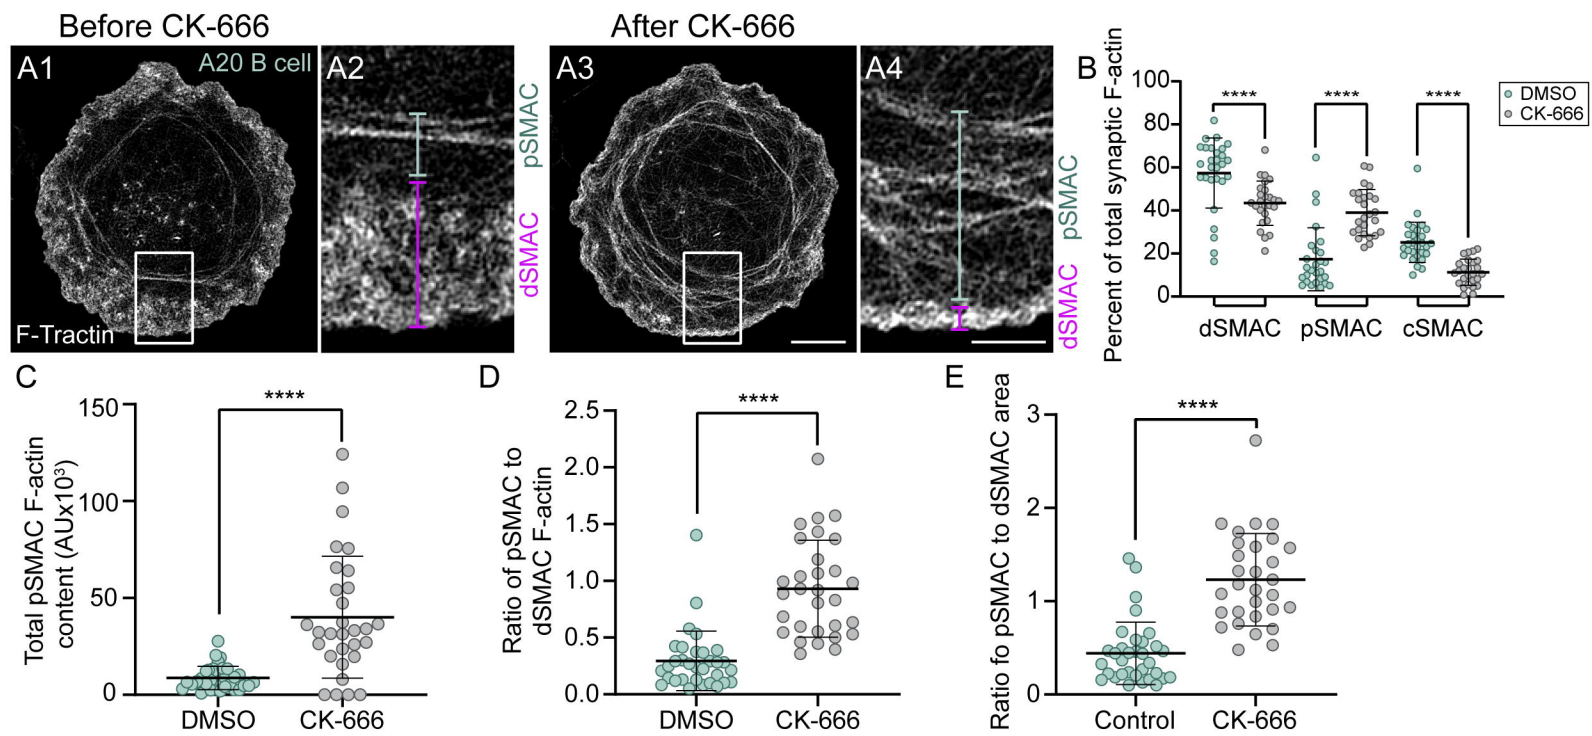 Before CK-666
After CK-666
A1
A20 B cell
A2
pSMAC
dSMAC
F-Tractin
A3
A4
pSMAC
dSMAC
B
Percent of total synaptic F-actin
100
80
60
40
20
0
****
****
****
DMSO
CK-666
dSMAC
pSMAC
cSMAC
C
Total pSMAC F-actin
content (AUx10³)
150
100
50
0
****
DMSO
CK-666
D
Ratio of pSMAC to
dSMAC F-actin
2.5
2.0
1.5
1.0
0.5
0.0
****
DMSO
CK-666
E
Ratio fo pSMAC to dSMAC area
3
2
1
0
****
Control
CK-666